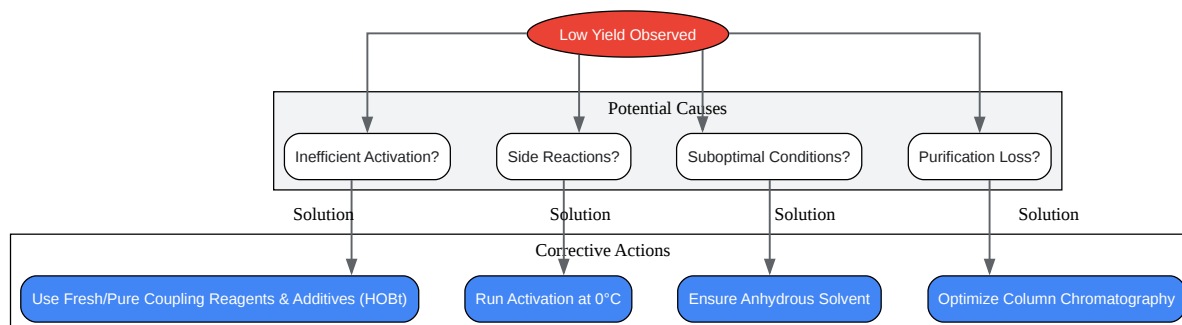 Low Yield Observed
Potential Causes
Inefficient Activation?
Side Reactions?
Suboptimal Conditions?
Purification Loss?
Solution
Solution
Solution
Solution
Corrective Actions
Use Fresh/Pure Coupling Reagents & Additives (HOBt)
Run Activation at 0°C
Ensure Anhydrous Solvent
Optimize Column Chromatography